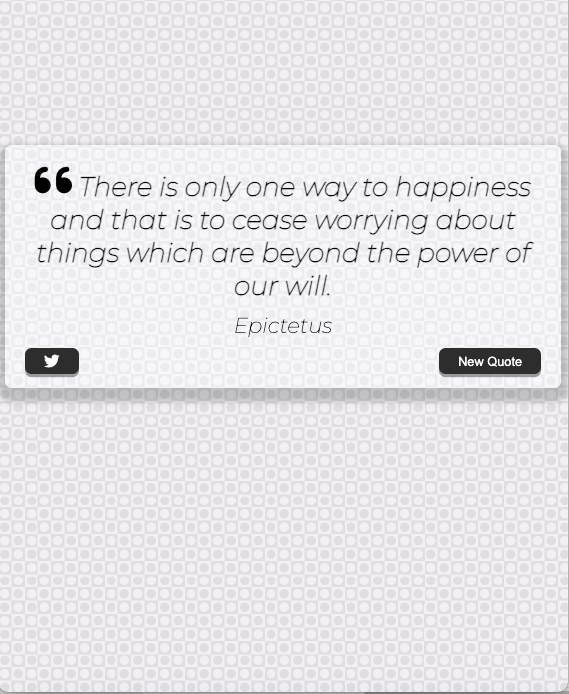 ❝ There is only one way to happiness
and that is to cease worrying about
things which are beyond the power of
our will.
Epictetus
New Quote